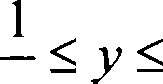 1
— ≤ y ≤